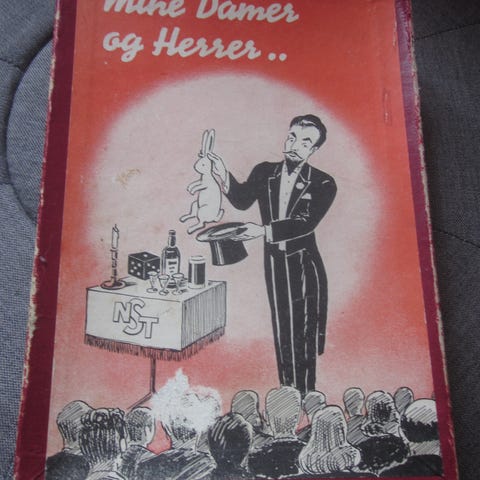 Mine Damer
og Herrer..
NST